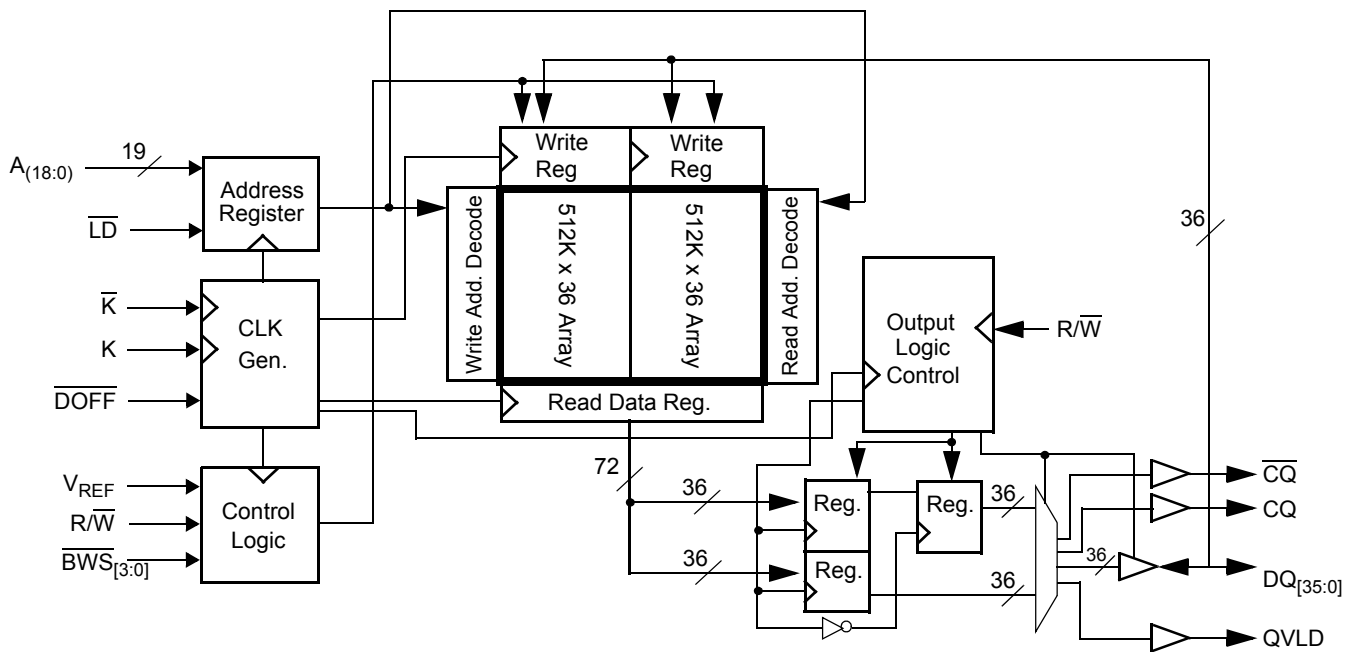 19
A(18:0)
LD
Address
Register
K
K
DOFF
CLK
Gen.
VREF
R/W
BWS[3:0]
Control
Logic
Write
Reg
Write
Reg
Write Add. Decode
512K x 36 Array
512K x 36 Array
Read Add. Decode
Read Data Reg.
36
Output
Logic
Control
R/W
72
36
Reg.
Reg.
36
36
Reg.
36
36
CQ
CQ
DQ[35:0]
QVLD